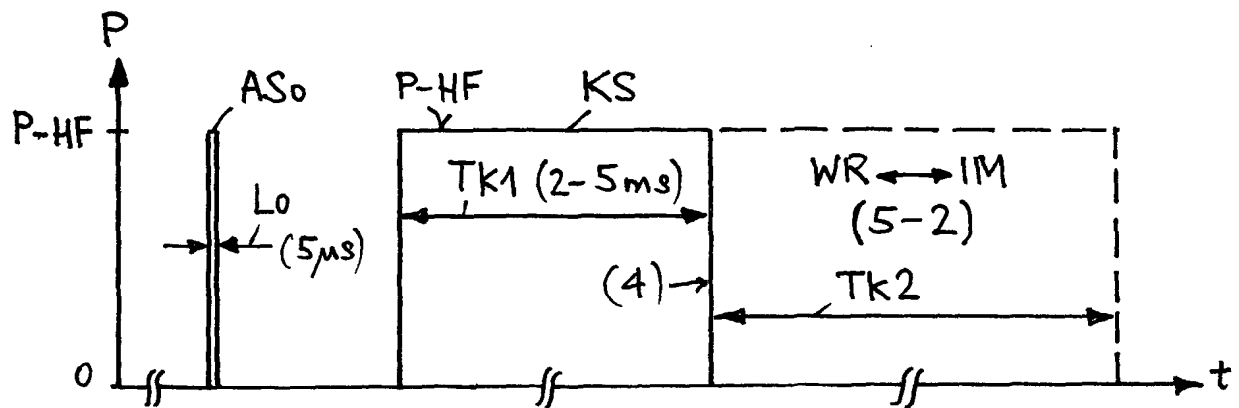 P
ASo
P-HF
P-HF
KS
TK1 (2-5ms)
WR ↔ IM
(5-2)
Lo
(5μs)
(4)
TK2
0
t